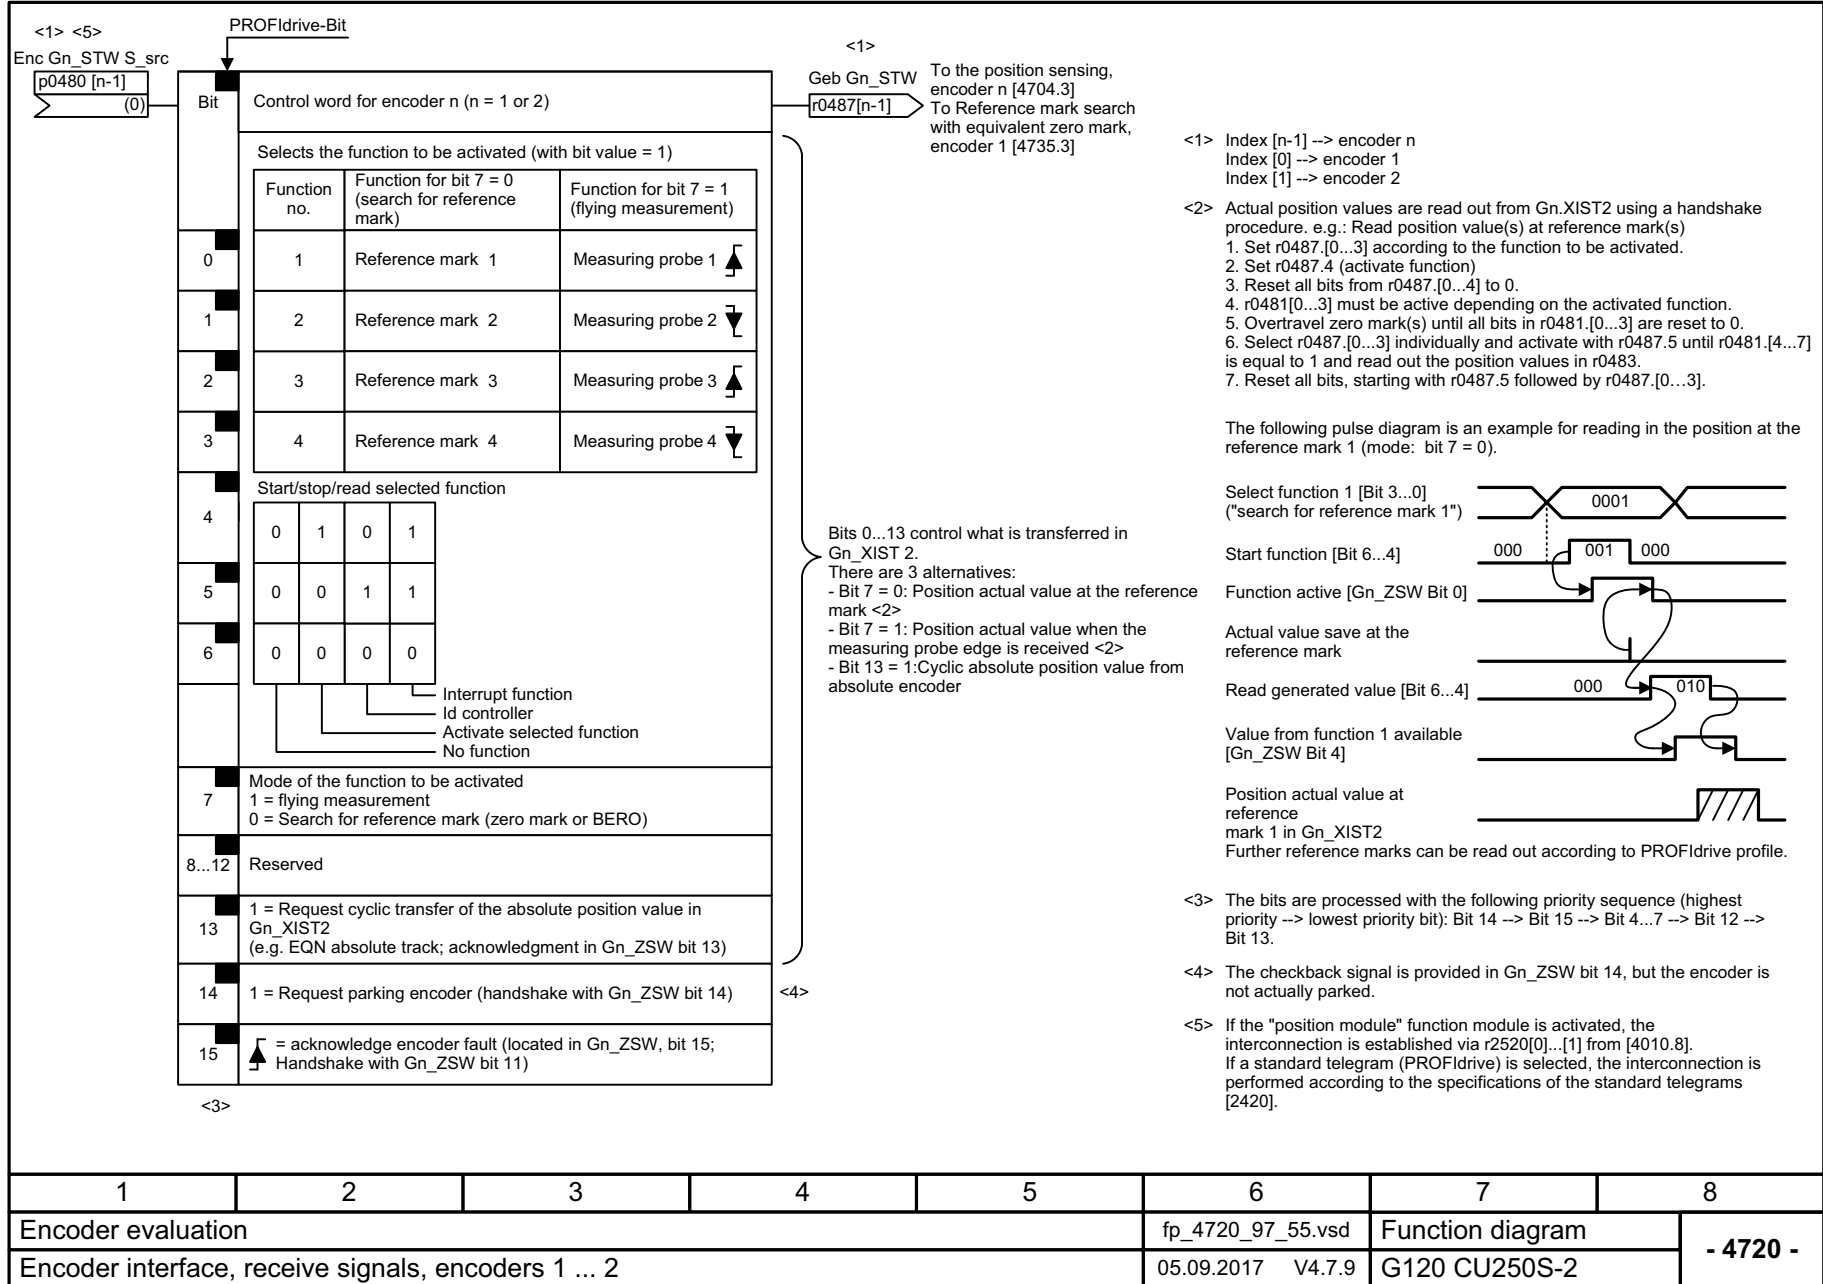 <1> <5>
PROFIdrive-Bit
Enc Gn_STW S_src
p0480 [n-1]
(0)
Bit
Control word for encoder n (n = 1 or 2)
<1>
Geb Gn_STW
r0487[n-1]
To the position sensing,
encoder n [4704.3]
To Reference mark search
with equivalent zero mark,
encoder 1 [4735.3]
Selects the function to be activated (with bit value = 1)
Function
no.
Function for bit 7 = 0
(search for reference
mark)
Function for bit 7 = 1
(flying measurement)
0
1
Reference mark 1
Measuring probe 1
1
2
Reference mark 2
Measuring probe 2
2
3
Reference mark 3
Measuring probe 3
3
4
Reference mark 4
Measuring probe 4
Start/stop/read selected function
4
0 1 0 1
5
0 0 1 1
6
0 0 0 0
Interrupt function
Id controller
Activate selected function
No function
7
Mode of the function to be activated
1 = flying measurement
0 = Search for reference mark (zero mark or BERO)
8...12
Reserved
13
1 = Request cyclic transfer of the absolute position value in
Gn_XIST2
(e.g. EQN absolute track; acknowledgment in Gn_ZSW bit 13)
14
1 = Request parking encoder (handshake with Gn_ZSW bit 14)
<4>
15
= acknowledge encoder fault (located in Gn_ZSW, bit 15;
Handshake with Gn_ZSW bit 11)
<3>
Bits 0...13 control what is transferred in
Gn_XIST 2.
There are 3 alternatives:
- Bit 7 = 0: Position actual value at the reference
mark <2>
- Bit 7 = 1: Position actual value when the
measuring probe edge is received <2>
- Bit 13 = 1:Cyclic absolute position value from
absolute encoder
<1> Index [n-1] --> encoder n
Index [0] --> encoder 1
Index [1] --> encoder 2
<2> Actual position values are read out from Gn.XIST2 using a handshake
procedure. e.g.: Read position value(s) at reference mark(s)
1. Set r0487.[0...3] according to the function to be activated.
2. Set r0487.4 (activate function)
3. Reset all bits from r0487.[0...4] to 0.
4. r0481[0...3] must be active depending on the activated function.
5. Overtravel zero mark(s) until all bits in r0481.[0...3] are reset to 0.
6. Select r0487.[0...3] individually and activate with r0487.5 until r0481.[4...7]
is equal to 1 and read out the position values in r0483.
7. Reset all bits, starting with r0487.5 followed by r0487.[0…3].
The following pulse diagram is an example for reading in the position at the
reference mark 1 (mode: bit 7 = 0).
Select function 1 [Bit 3...0]
("search for reference mark 1")
0001
Start function [Bit 6...4]
000 001 000
Function active [Gn_ZSW Bit 0]
Actual value save at the
reference mark
Read generated value [Bit 6...4]
000 010
Value from function 1 available
[Gn_ZSW Bit 4]
Position actual value at
reference
mark 1 in Gn_XIST2
Further reference marks can be read out according to PROFIdrive profile.
<3> The bits are processed with the following priority sequence (highest
priority --> lowest priority bit): Bit 14 --> Bit 15 --> Bit 4...7 --> Bit 12 -->
Bit 13.
<4> The checkback signal is provided in Gn_ZSW bit 14, but the encoder is
not actually parked.
<5> If the "position module" function module is activated, the
interconnection is established via r2520[0]...[1] from [4010.8].
If a standard telegram (PROFIdrive) is selected, the interconnection is
performed according to the specifications of the standard telegrams
[2420].
1 2 3 4 5 6 7 8
Encoder evaluation
fp_4720_97_55.vsd
Function diagram
- 4720 -
Encoder interface, receive signals, encoders 1 ... 2
05.09.2017 V4.7.9
G120 CU250S-2